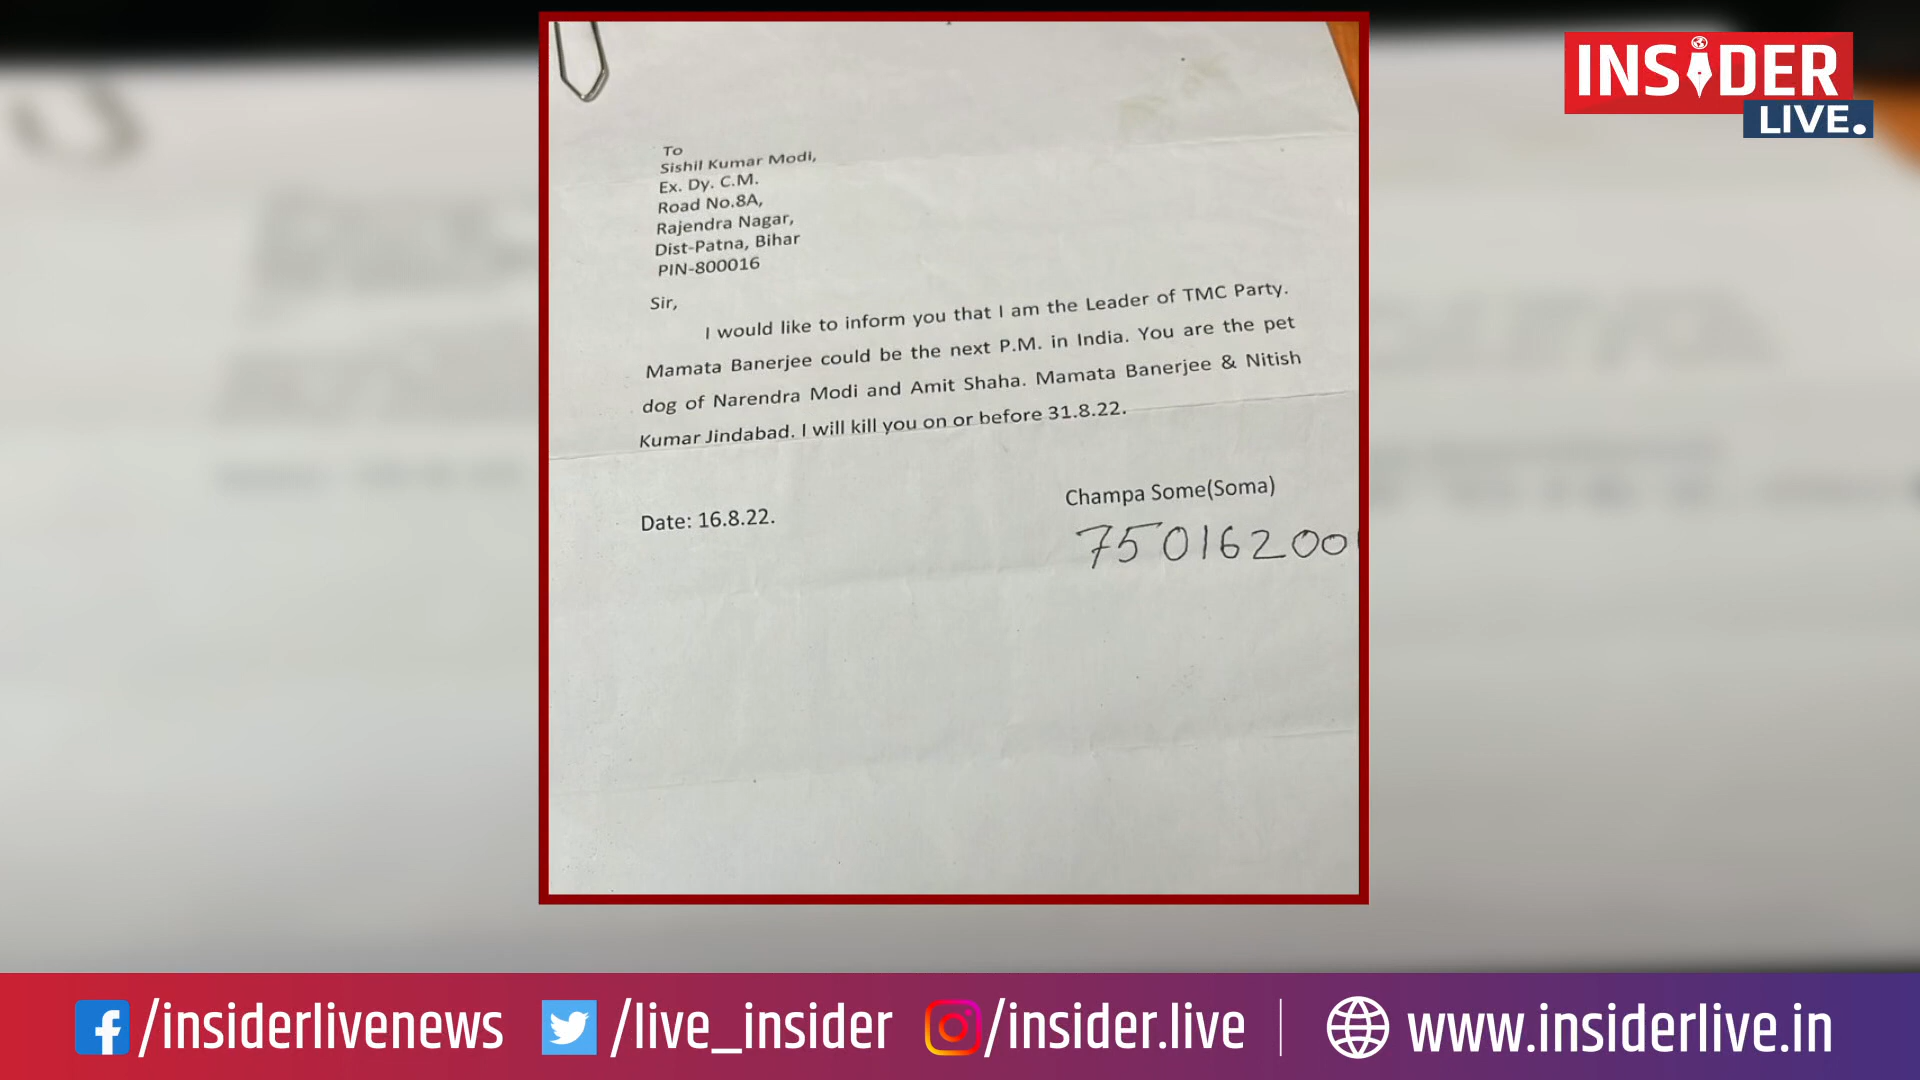 INSIDER
LIVE.
To
Sishil Kumar Modi,
Ex. Dy. C.M.
Road No.8A,
Rajendra Nagar,
Dist-Patna, Bihar
PIN-800016
Sir,
I would like to inform you that I am the Leader of TMC Party.
Mamata Banerjee could be the next P.M. in India. You are the pet
dog of Narendra Modi and Amit Shaha. Mamata Banerjee & Nitish
Kumar Jindabad. I will kill you on or before 31.8.22.
Champa Some(Soma)
Date: 16.8.22.
750162001
/insiderlivenews /live_insider /insider.live www.insiderlive.in